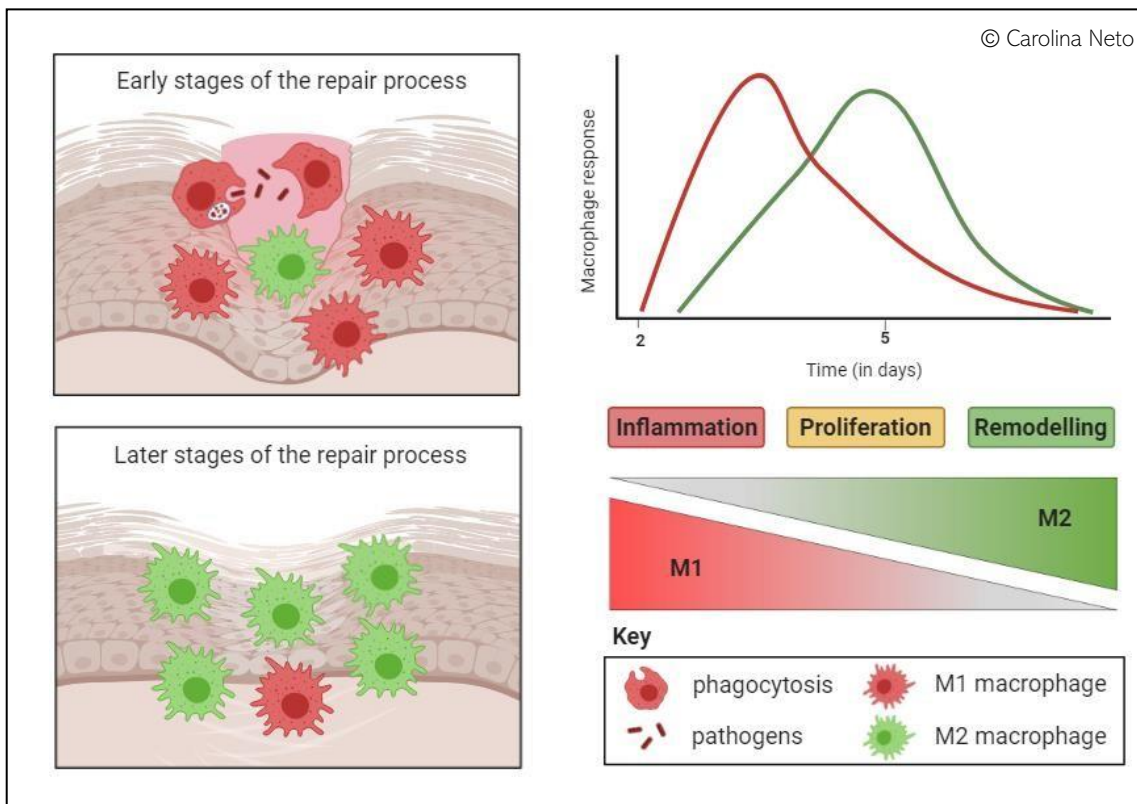 © Carolina Neto
Early stages of the repair process
Macrophage response
2
5
Time (in days)
Inflammation
Proliferation
Remodelling
Later stages of the repair process
M2
M1
Key
phagocytosis
M1 macrophage
pathogens
M2 macrophage